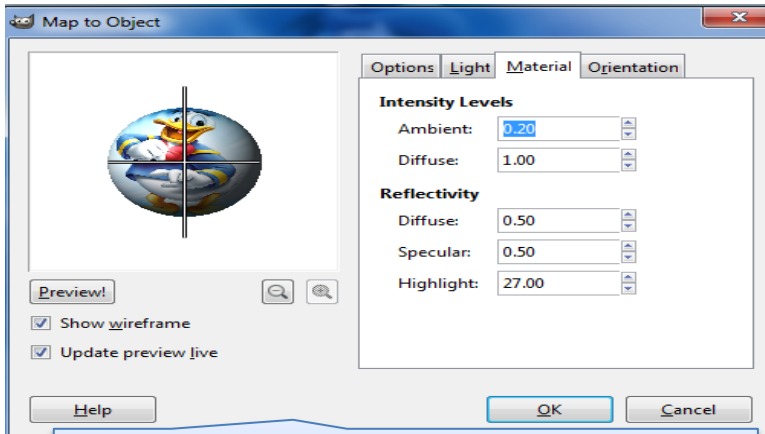 Map to Object
Options Light Material Orientation
Intensity Levels
Ambient: 0.20
Diffuse: 1.00
Reflectivity
Diffuse: 0.50
Specular: 0.50
Highlight: 27.00
Preview!
Show wireframe
Update preview live
Help OK Cancel